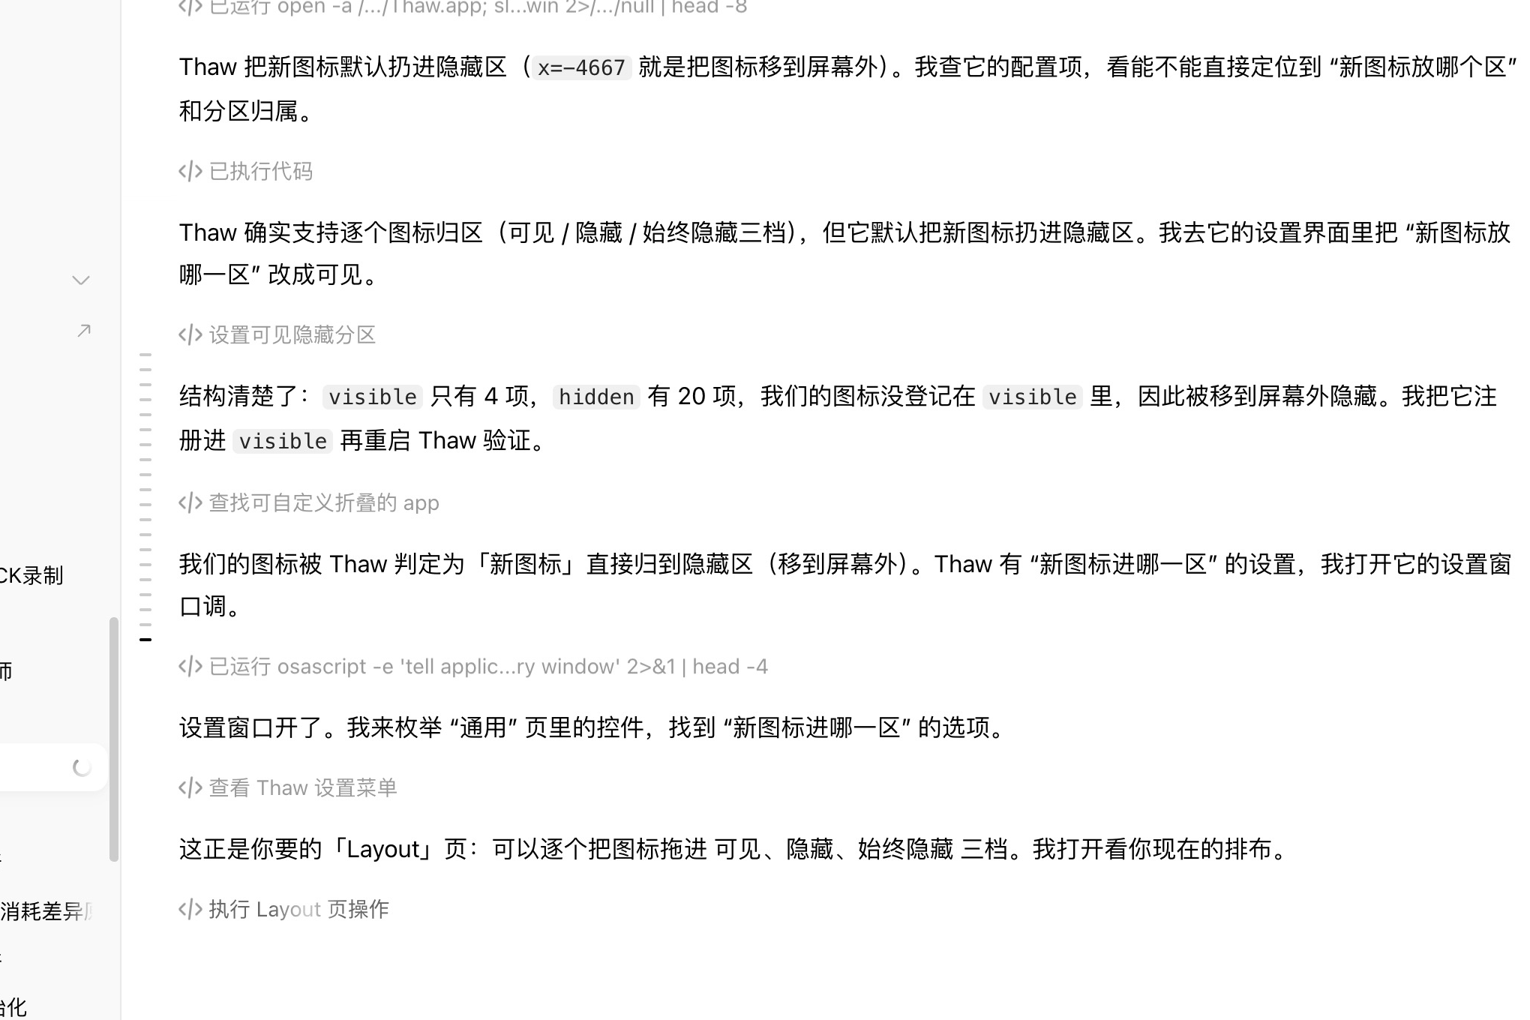 已运行 open -a /.../Thaw.app; sl...win 2>/.../null | head -8
Thaw 把新图标默认扔进隐藏区（x=-4667 就是把图标移到屏幕外）。我查它的配置项，看能不能直接定位到 “新图标放哪个区”
和分区归属。
已执行代码
Thaw 确实支持逐个图标归区（可见 / 隐藏 / 始终隐藏三档），但它默认把新图标扔进隐藏区。我去它的设置界面里把 “新图标放
哪一区” 改成可见。
设置可见隐藏分区
结构清楚了：visible 只有 4 项，hidden 有 20 项，我们的图标没登记在 visible 里，因此被移到屏幕外隐藏。我把它注
册进 visible 再重启 Thaw 验证。
查找可自定义折叠的 app
我们的图标被 Thaw 判定为「新图标」直接归到隐藏区（移到屏幕外）。Thaw 有 “新图标进哪一区” 的设置，我打开它的设置窗
口调。
CK录制
师
已运行 osascript -e 'tell applic...ry window' 2>&1 | head -4
设置窗口开了。我来枚举 “通用” 页里的控件，找到 “新图标进哪一区” 的选项。
查看 Thaw 设置菜单
这正是你要的「Layout」页：可以逐个把图标拖进 可见、隐藏、始终隐藏 三档。我打开看你现在的排布。
执行 Layout 页操作
消耗差异
化